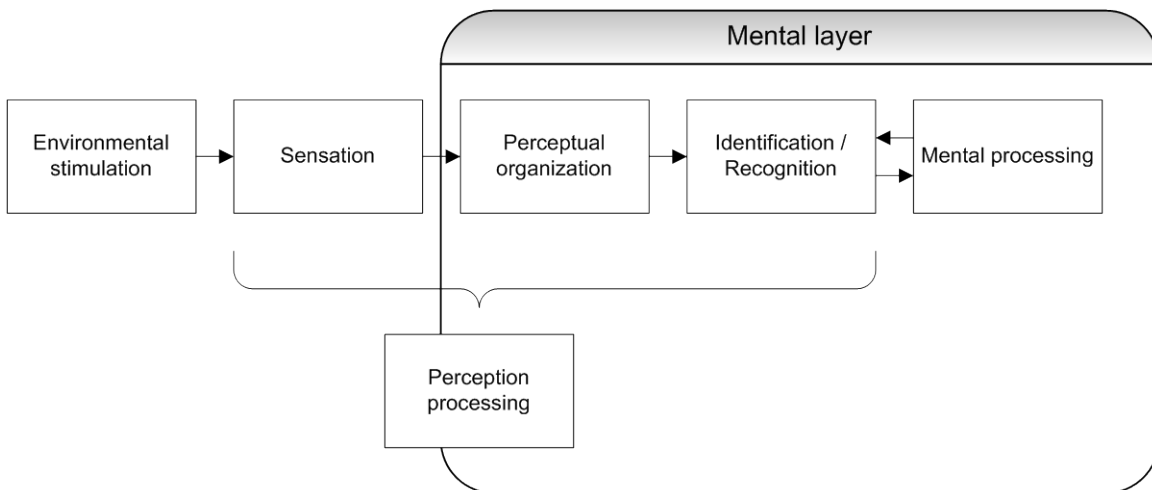 Mental layer
Environmental
stimulation
Sensation
Perceptual
organization
Identification /
Recognition
Mental processing
Perception
processing